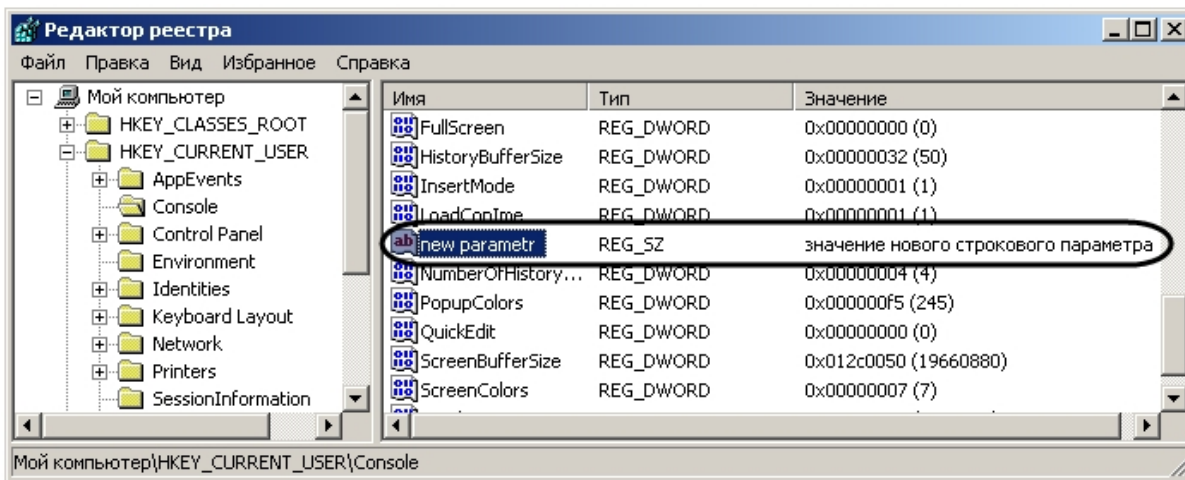 Редактор реестра
Файл Правка Вид Избранное Справка
Мой компьютер
HKEY_CLASSES_ROOT
HKEY_CURRENT_USER
AppEvents
Console
Control Panel
Environment
Identities
Keyboard Layout
Network
Printers
SessionInformation
Имя Тип Значение
FullScreen REG_DWORD 0x00000000 (0)
HistoryBufferSize REG_DWORD 0x00000032 (50)
InsertMode REG_DWORD 0x00000001 (1)
LoadConIme REG_DWORD 0x00000001 (1)
new parametr REG_SZ значение нового строкового параметра
NumberOfHistory... REG_DWORD 0x00000004 (4)
PopupColors REG_DWORD 0x000000f5 (245)
QuickEdit REG_DWORD 0x00000000 (0)
ScreenBufferSize REG_DWORD 0x012c0050 (19660880)
ScreenColors REG_DWORD 0x00000007 (7)
Мой компьютер\HKEY_CURRENT_USER\Console